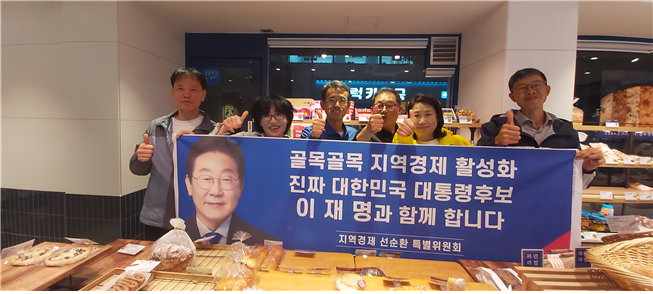 골목골목 지역경제 활성화
진짜 대한민국 대통령후보
이 재 명과 함께 합니다
지역경제 선순환 특별위원회